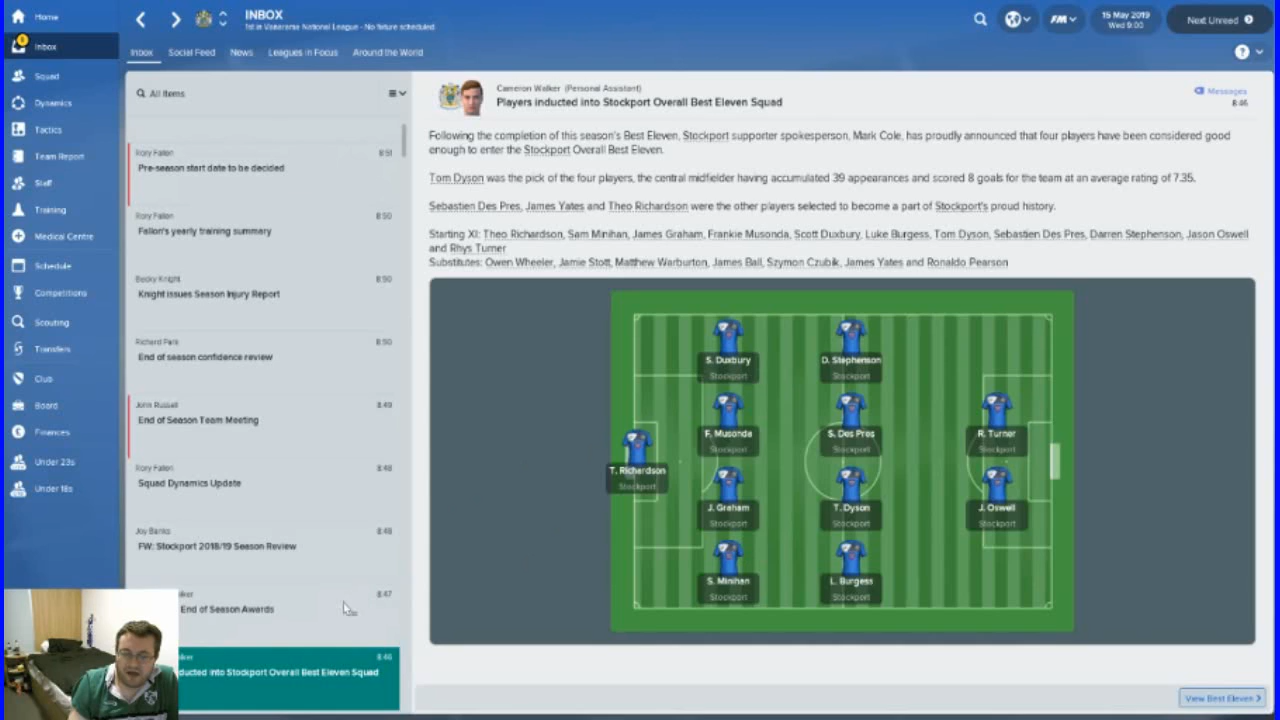 Home
Inbox
Squad
Dynamics
Tactics
Team Report
Staff
Training
Medical Centre
Schedule
Competitions
Scouting
Transfers
Club
Board
Finances
Under 23s
Under 18s
INBOX
1st in Vanarama National League - No fixture scheduled
FM
15 May 2019
Wed 9:00
Next Unread
Inbox
Social Feed
News
Leagues in Focus
Around the World
?
All Items
Rory Fallon 8:51
Pre-season start date to be decided
Rory Fallon 8:50
Fallon's yearly training summary
Becky Knight 8:50
Knight issues Season Injury Report
Richard Park 8:50
End of season confidence review
John Russell 8:49
End of Season Team Meeting
Rory Fallon 8:48
Squad Dynamics Update
Joy Banks 8:48
FW: Stockport 2018/19 Season Review
lker 8:47
End of Season Awards
alker 8:46
ducted into Stockport Overall Best Eleven Squad
Cameron Walker (Personal Assistant)
Players inducted into Stockport Overall Best Eleven Squad
Messages
8:46
Following the completion of this season's Best Eleven, Stockport supporter spokesperson, Mark Cole, has proudly announced that four players have been considered good
enough to enter the Stockport Overall Best Eleven.
Tom Dyson was the pick of the four players, the central midfielder having accumulated 39 appearances and scored 8 goals for the team at an average rating of 7.35.
Sebastien Des Pres, James Yates and Theo Richardson were the other players selected to become a part of Stockport's proud history.
Starting XI: Theo Richardson, Sam Minihan, James Graham, Frankie Musonda, Scott Duxbury, Luke Burgess, Tom Dyson, Sebastien Des Pres, Darren Stephenson, Jason Oswell
and Rhys Turner
Substitutes: Owen Wheeler, Jamie Stott, Matthew Warburton, James Ball, Szymon Czubik, James Yates and Ronaldo Pearson
S. Duxbury
Stockport
D. Stephenson
Stockport
F. Musonda
Stockport
S. Des Pres
Stockport
R. Turner
Stockport
T. Richardson
Stockport
J. Graham
Stockport
T. Dyson
Stockport
J. Oswell
Stockport
S. Minihan
Stockport
L. Burgess
Stockport
View Best Eleven >